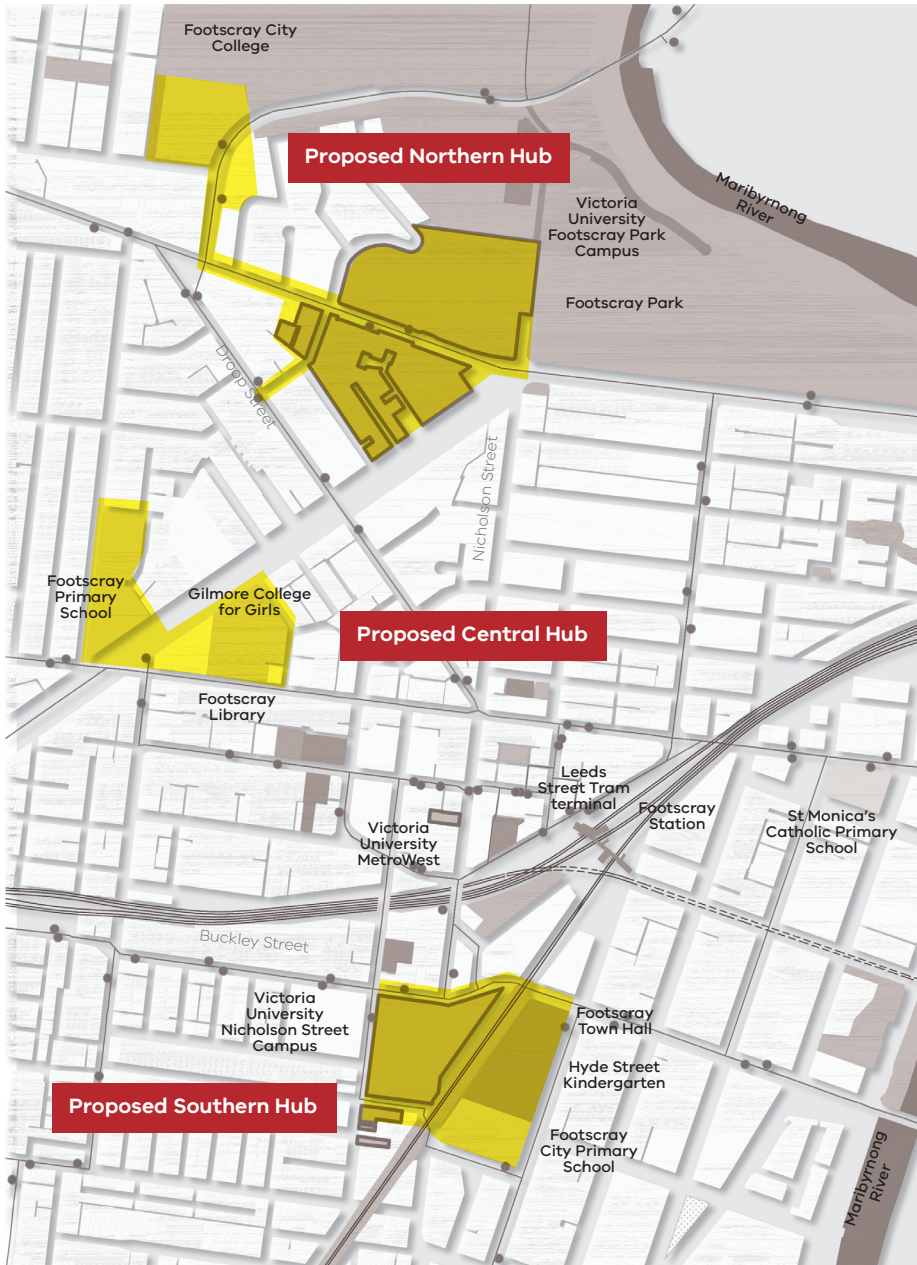 Footscray City
College
Proposed Northern Hub
Maribyrnong
River
Victoria
University
Footscray Park
Campus
Footscray Park
Droop Street
Nicholson Street
Footscray
Primary
School
Gilmore College
for Girls
Proposed Central Hub
Footscray
Library
Leeds
Street Tram
terminal
Footscray
Station
St Monica's
Catholic Primary
School
Victoria
University
MetroWest
Buckley Street
Victoria
University
Nicholson Street
Campus
Footscray
Town Hall
Hyde Street
Kindergarten
Proposed Southern Hub
Footscray
City Primary
School
Maribyrnong
River